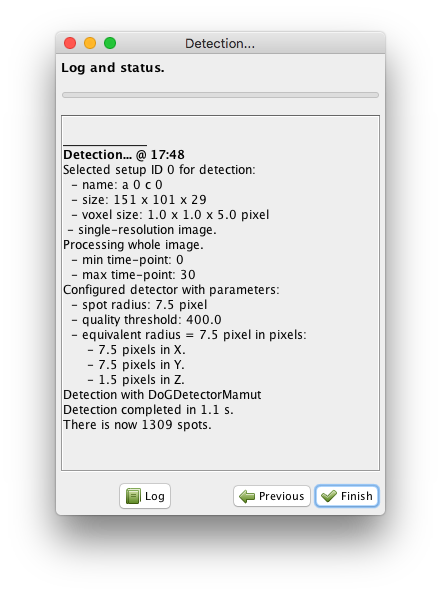 Detection...
Log and status.
Detection... @ 17:48
Selected setup ID 0 for detection:
- name: a 0 c 0
- size: 151 x 101 x 29
- voxel size: 1.0 x 1.0 x 5.0 pixel
- single-resolution image.
Processing whole image.
- min time-point: 0
- max time-point: 30
Configured detector with parameters:
- spot radius: 7.5 pixel
- quality threshold: 400.0
- equivalent radius = 7.5 pixel in pixels:
- 7.5 pixels in X.
- 7.5 pixels in Y.
- 1.5 pixels in Z.
Detection with DoGDetectorMamut
Detection completed in 1.1 s.
There is now 1309 spots.
Log
Previous
Finish